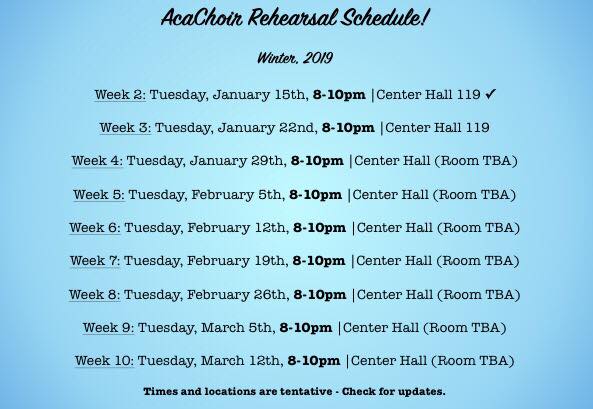 AcaChoir Rehearsal Schedule!
Winter, 2019
Week 2: Tuesday, January 15th, 8-10pm |Center Hall 119 ✓
Week 3: Tuesday, January 22nd, 8-10pm |Center Hall 119
Week 4: Tuesday, January 29th, 8-10pm |Center Hall (Room TBA)
Week 5: Tuesday, February 5th, 8-10pm |Center Hall (Room TBA)
Week 6: Tuesday, February 12th, 8-10pm |Center Hall (Room TBA)
Week 7: Tuesday, February 19th, 8-10pm |Center Hall (Room TBA)
Week 8: Tuesday, February 26th, 8-10pm |Center Hall (Room TBA)
Week 9: Tuesday, March 5th, 8-10pm |Center Hall (Room TBA)
Week 10: Tuesday, March 12th, 8-10pm |Center Hall (Room TBA)
Times and locations are tentative - Check for updates.